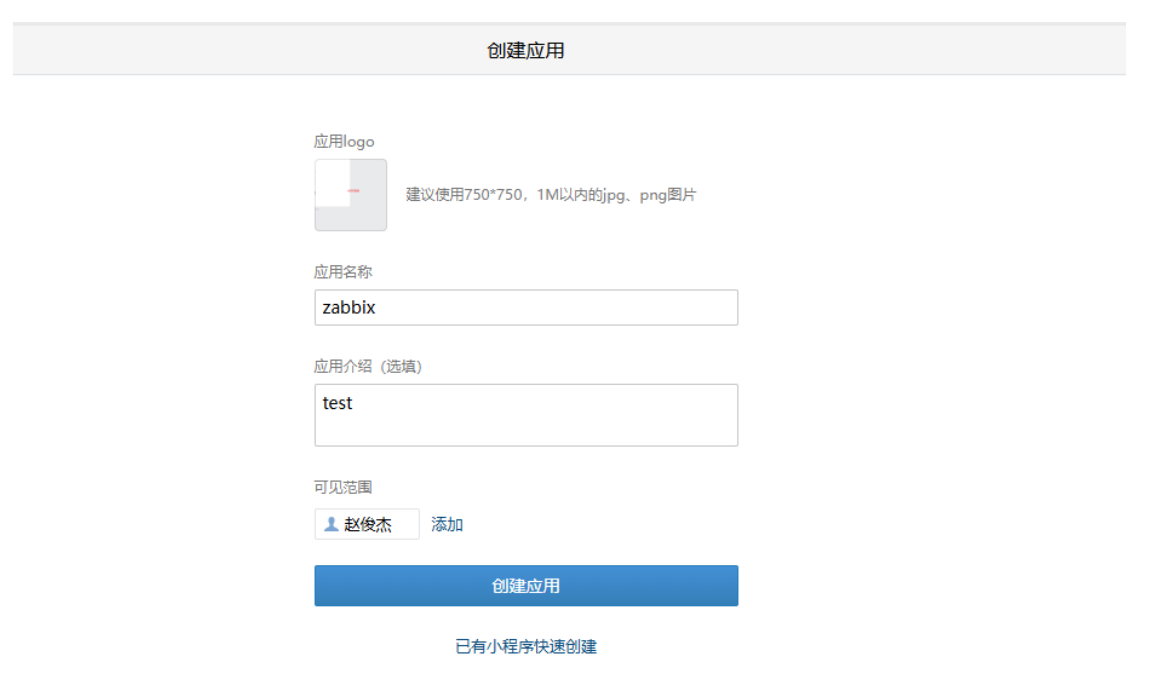 创建应用
应用logo
建议使用750*750，1M以内的jpg、png图片
应用名称
zabbix
应用介绍（选填）
test
可见范围
赵俊杰 添加
创建应用
已有小程序快速创建